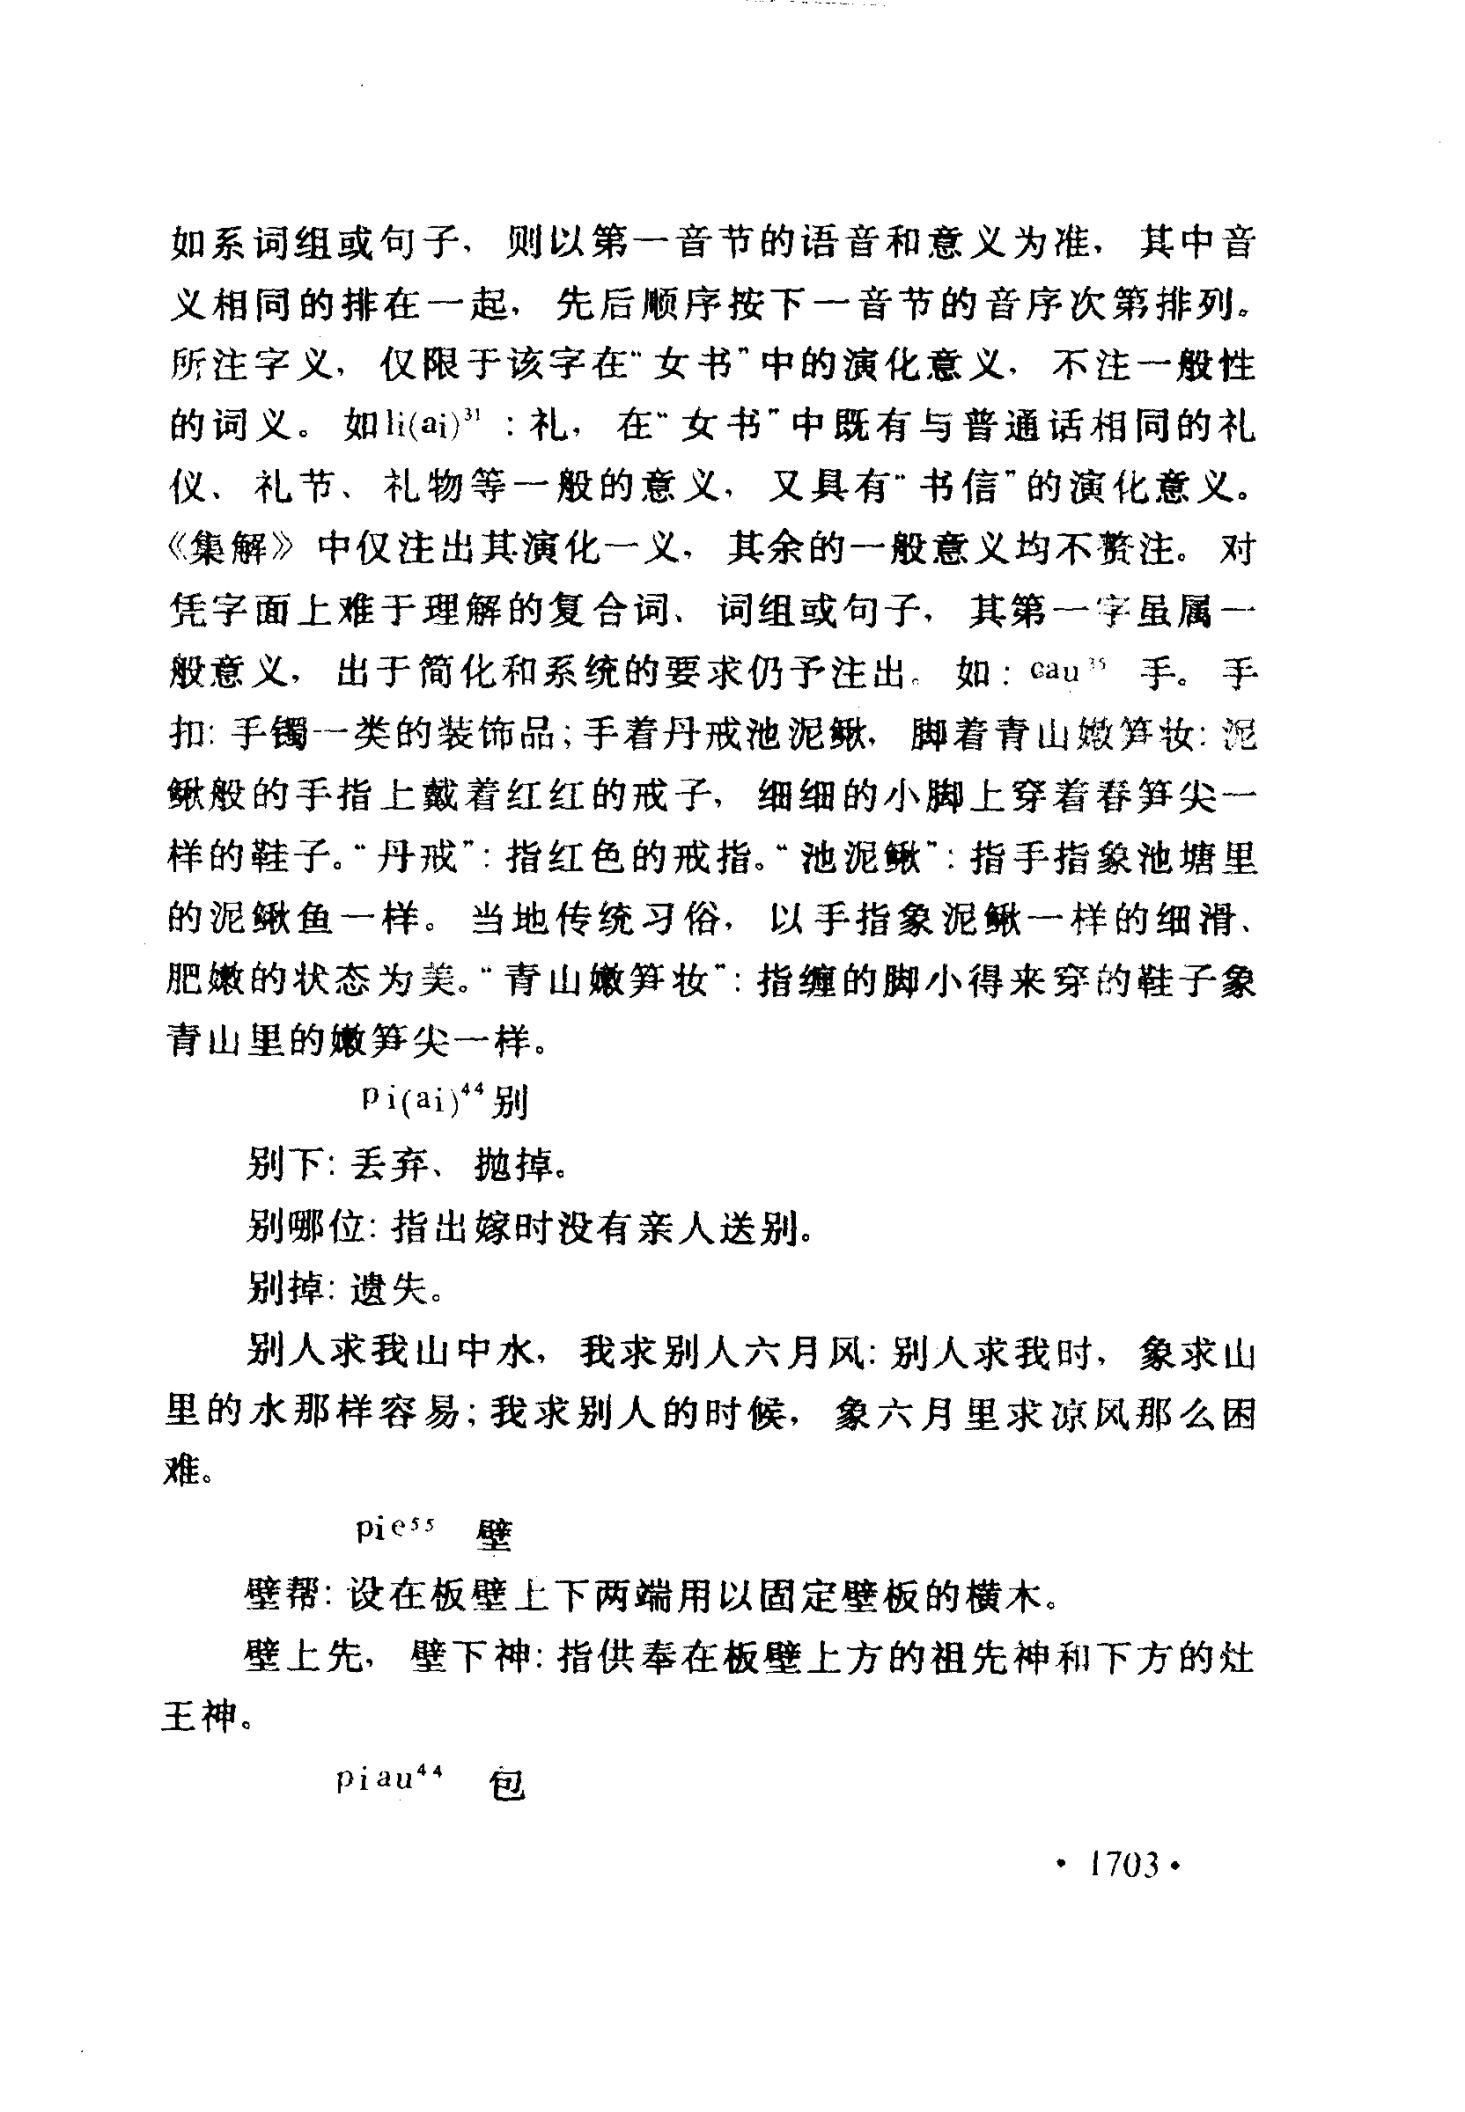 如系词组或句子，则以第一音节的语音和意义为准，其中音
义相同的排在一起，先后顺序按下一音节的音序次第排列。
所注字义，仅限于该字在“女书”中的演化意义，不注一般性
的词义。如li(ai)³¹：礼，在“女书”中既有与普通话相同的礼
仪、礼节、礼物等一般的意义，又具有“书信”的演化意义。
《集解》中仅注出其演化一义，其余的一般意义均不赘注。对
凭字面上难于理解的复合词、词组或句子，其第一字虽属一
般意义，出于简化和系统的要求仍予注出。如：cau³⁵ 手。手
扣：手镯一类的装饰品；手着丹戒池泥鳅，脚着青山嫩笋妆：泥
鳅般的手指上戴着红红的戒子，细细的小脚上穿着春笋尖一
样的鞋子。“丹戒”：指红色的戒指。“池泥鳅”：指手指象池塘里
的泥鳅鱼一样。当地传统习俗，以手指象泥鳅一样的细滑、
肥嫩的状态为美。“青山嫩笋妆”：指缠的脚小得来穿的鞋子象
青山里的嫩笋尖一样。
pi(ai)⁴⁴别
别下：丢弃、抛掉。
别哪位：指出嫁时没有亲人送别。
别掉：遗失。
别人求我山中水，我求别人六月风：别人求我时，象求山
里的水那样容易；我求别人的时候，象六月里求凉风那么困
难。
pie⁵⁵ 壁
壁帮：设在板壁上下两端用以固定壁板的横木。
壁上先，壁下神：指供奉在板壁上方的祖先神和下方的灶
王神。
piau⁴⁴ 包
·1703·